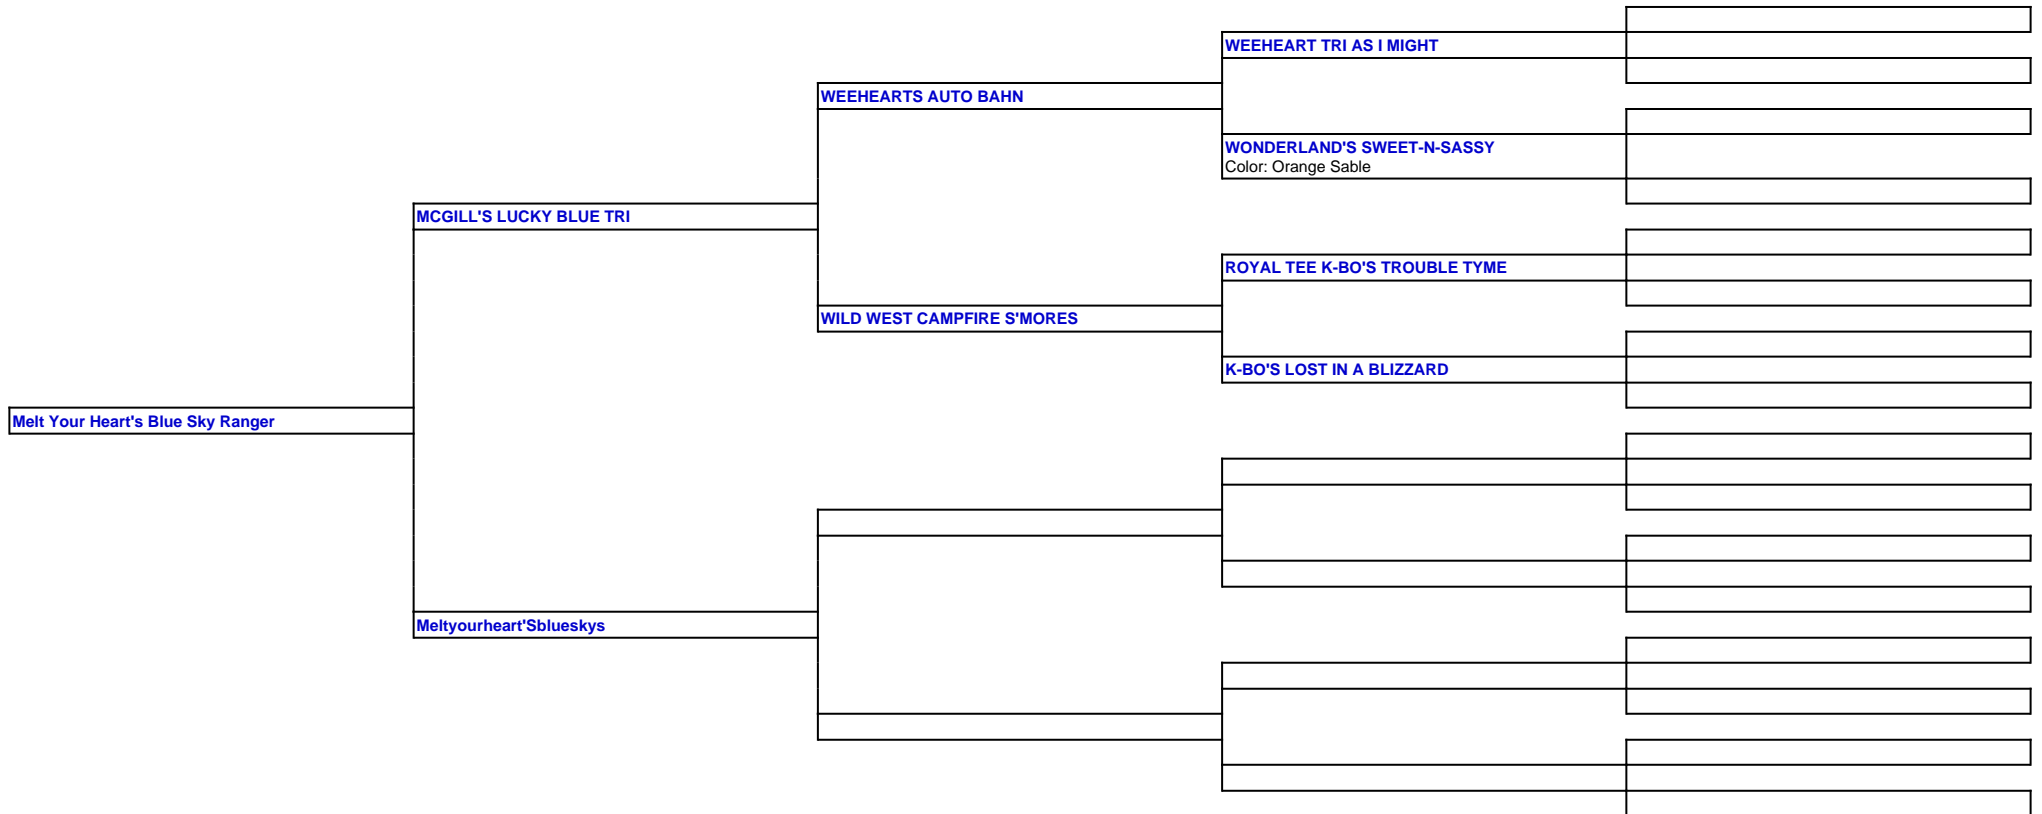 WEEHEART TRI AS I MIGHT
WEEHEARTS AUTO BAHN
WONDERLAND'S SWEET-N-SASSY
Color: Orange Sable
MCGILL'S LUCKY BLUE TRI
ROYAL TEE K-BO'S TROUBLE TYME
WILD WEST CAMPFIRE S'MORES
K-BO'S LOST IN A BLIZZARD
Melt Your Heart's Blue Sky Ranger
Meltyourheart'Sblueskys